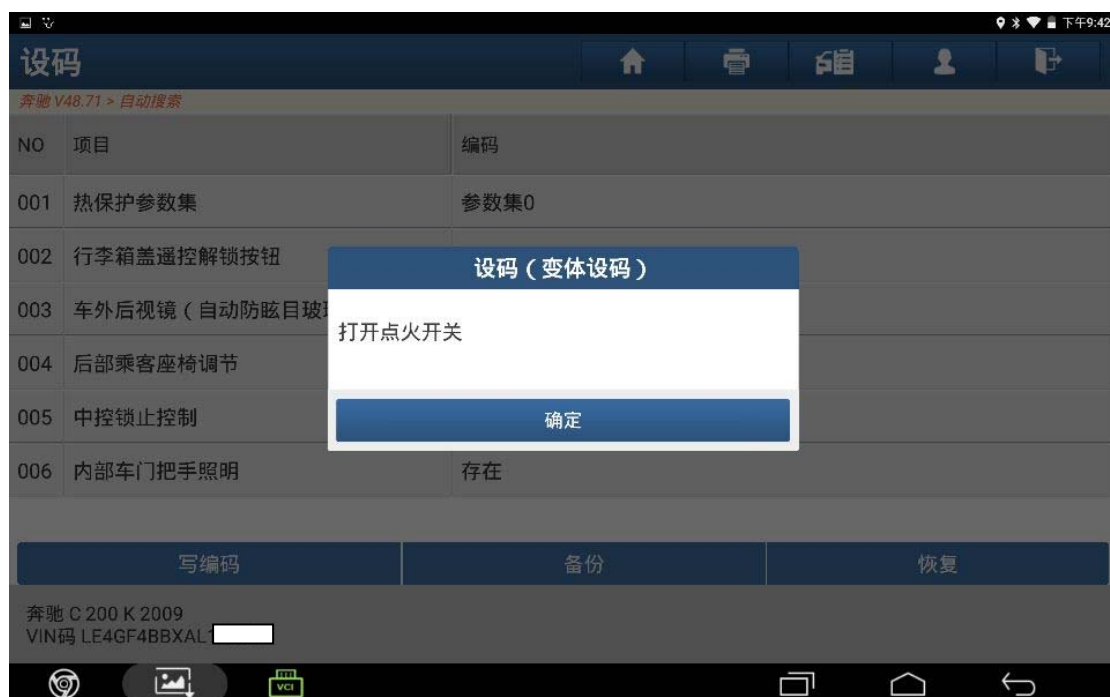 下午9:42
设码
奔驰 V48.71 > 自动搜索
NO 项目 编码
001 热保护参数集 参数集0
002 行李箱盖遥控解锁按钮
003 车外后视镜（自动防眩目玻
004 后部乘客座椅调节
005 中控锁止控制
006 内部车门把手照明 存在
设码（变体设码）
打开点火开关
确定
写编码 备份 恢复
奔驰 C 200 K 2009
VIN码 LE4GF4BBXAL1
VCI